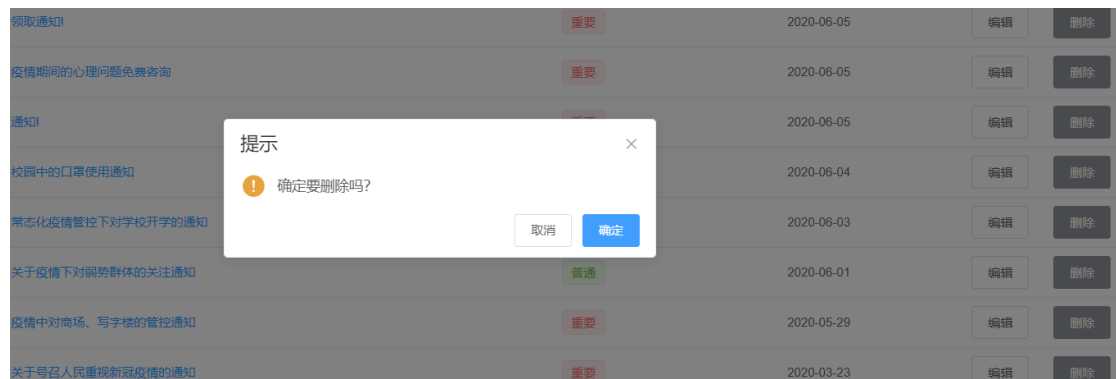 领取通知! 重要 2020-06-05 编辑 删除
疫情期间的心理问题免费咨询 重要 2020-06-05 编辑 删除
通知! 2020-06-05 编辑 删除
提示
校园中的口罩使用通知 2020-06-04 编辑 删除
确定要删除吗?
常态化疫情管控下对学校开学的通知 2020-06-03 编辑 删除
取消 确定
关于疫情下对弱势群体的关注通知 普通 2020-06-01 编辑 删除
疫情中对商场、写字楼的管控通知 重要 2020-05-29 编辑 删除
关于号召人民重视新冠疫情的通知 重要 2020-03-23 编辑 删除